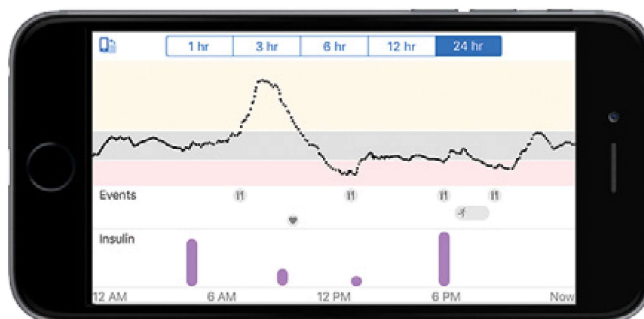 1 hr 3 hr 6 hr 12 hr 24 hr
Events
Insulin
12 AM 6 AM 12 PM 6 PM Now